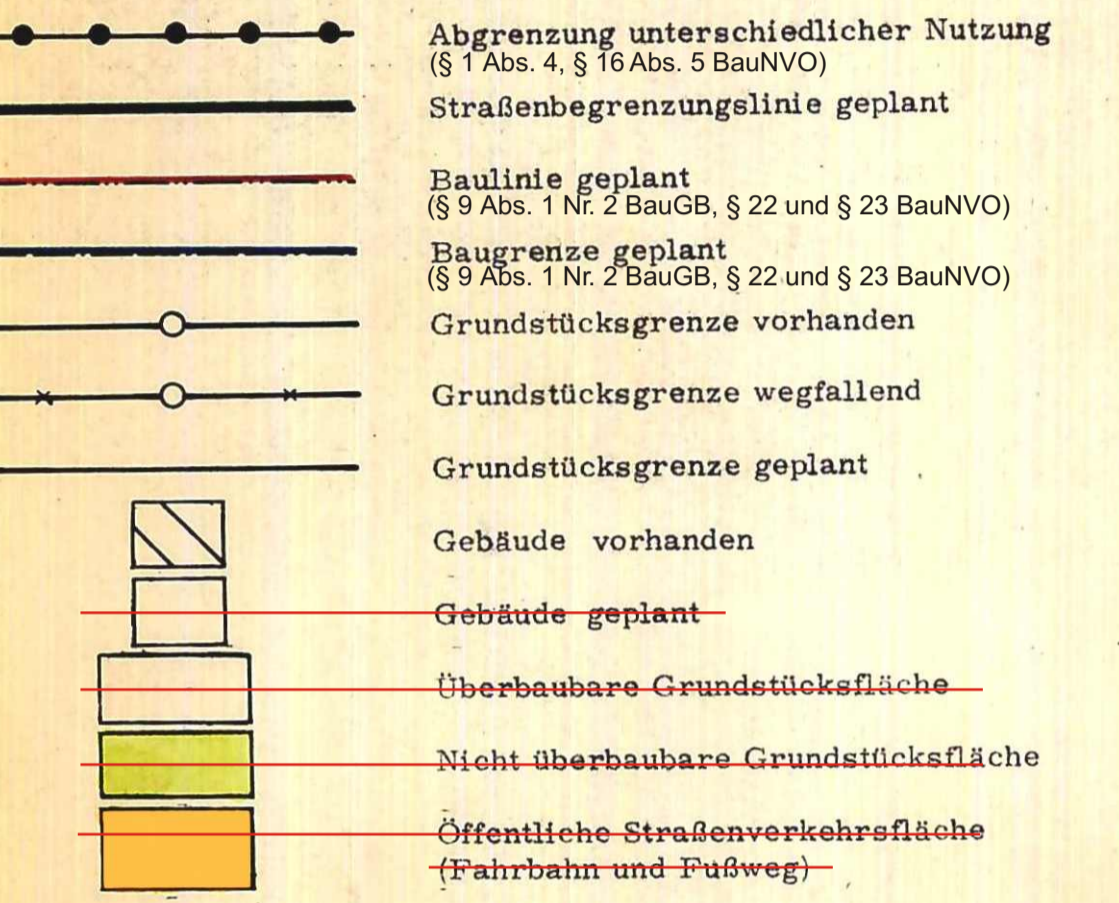 Abgrenzung unterschiedlicher Nutzung
(§ 1 Abs. 4, § 16 Abs. 5 BauNVO)
Straßenbegrenzungslinie geplant
Baulinie geplant
(§ 9 Abs. 1 Nr. 2 BauGB, § 22 und § 23 BauNVO)
Baugrenze geplant
(§ 9 Abs. 1 Nr. 2 BauGB, § 22 und § 23 BauNVO)
Grundstücksgrenze vorhanden
Grundstücksgrenze wegfallend
Grundstücksgrenze geplant
Gebäude vorhanden
Gebäude geplant
Überbaubare Grundstücksfläche
Nicht überbaubare Grundstücksfläche
Öffentliche Straßenverkehrsfläche
(Fahrbahn und Fußweg)